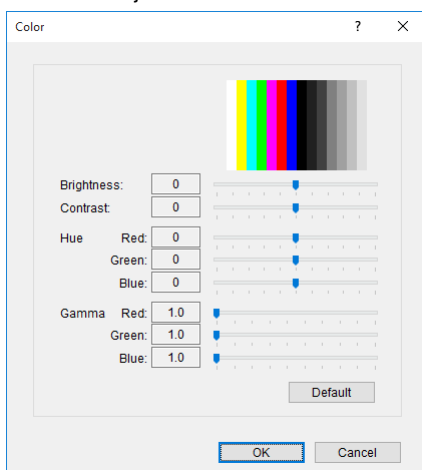 Color ?
Brightness: 0
Contrast: 0
Hue Red: 0
Green: 0
Blue: 0
Gamma Red: 1.0
Green: 1.0
Blue: 1.0
Default
OK Cancel